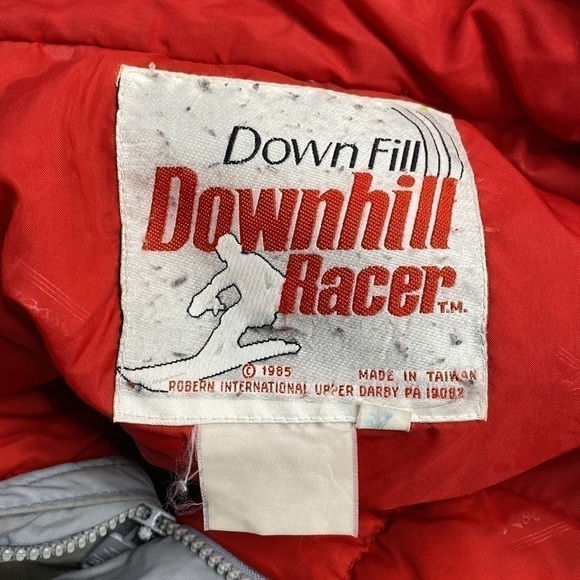 Down Fill
Downhill
Racer T.M.
© 1985 MADE IN TAIWAN
ROBERN INTERNATIONAL UPPER DARBY PA 19082